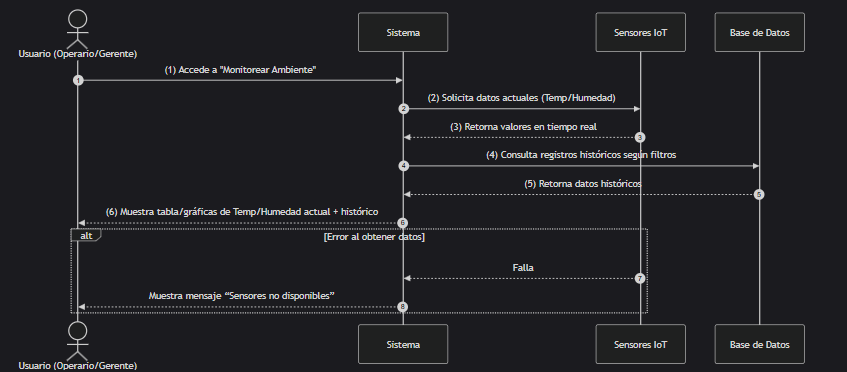 Usuario (Operario/Gerente)
Sistema
Sensores IoT
Base de Datos
(1) Accede a "Monitorear Ambiente"
1
(2) Solicita datos actuales (Temp/Humedad)
2
(3) Retorna valores en tiempo real
3
(4) Consulta registros históricos según filtros
4
(5) Retorna datos históricos
5
(6) Muestra tabla/gráficas de Temp/Humedad actual + histórico
6
alt
[Error al obtener datos]
Falla
7
Muestra mensaje “Sensores no disponibles”
8
Usuario (Operario/Gerente)
Sistema
Sensores IoT
Base de Datos